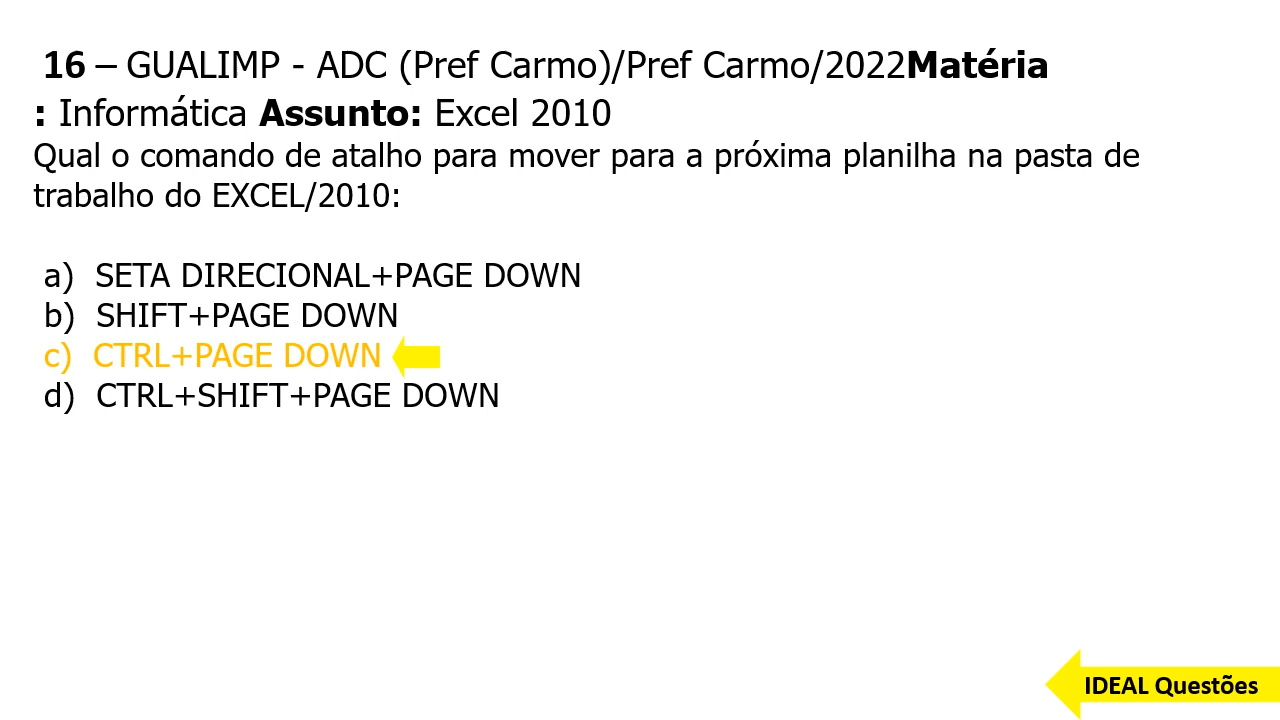 16 – GUALIMP - ADC (Pref Carmo)/Pref Carmo/2022Matéria
: Informática Assunto: Excel 2010
Qual o comando de atalho para mover para a próxima planilha na pasta de
trabalho do EXCEL/2010:
a) SETA DIRECIONAL+PAGE DOWN
b) SHIFT+PAGE DOWN
c) CTRL+PAGE DOWN
d) CTRL+SHIFT+PAGE DOWN
IDEAL Questões